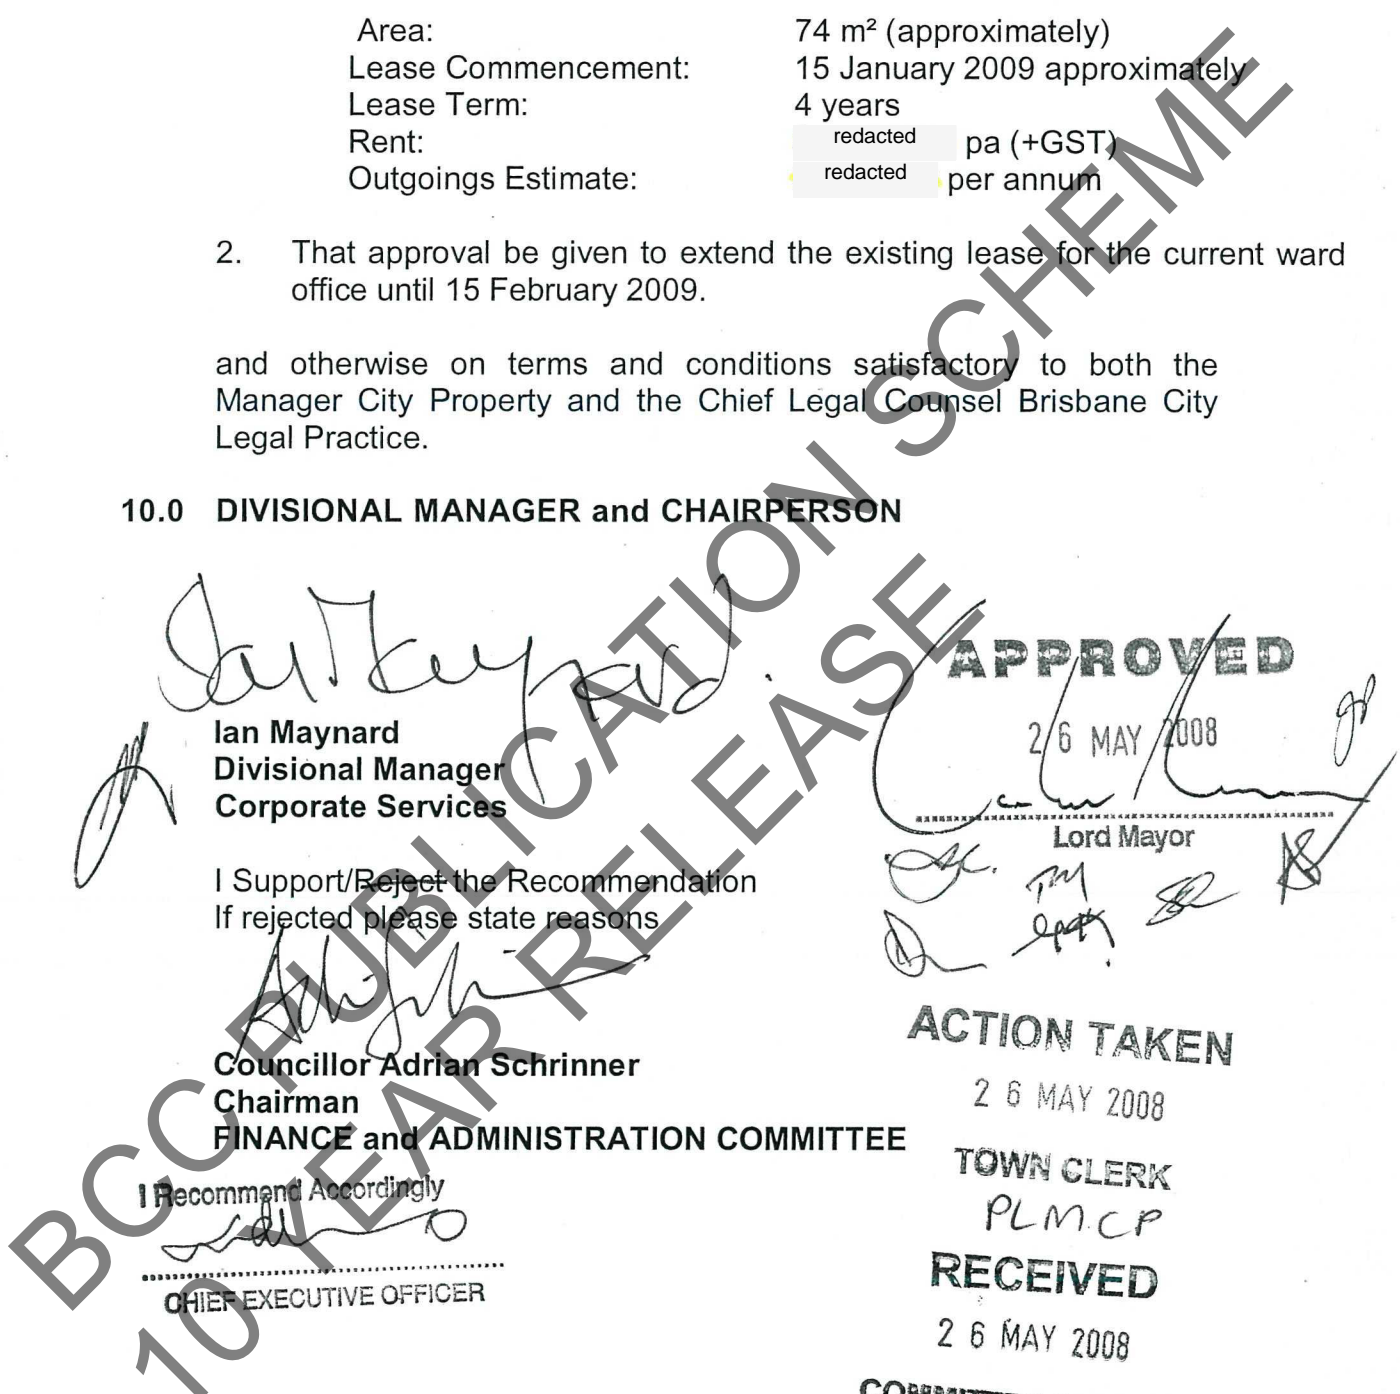 Area: 74 m² (approximately)
Lease Commencement: 15 January 2009 approximately
Lease Term: 4 years
Rent: redacted pa (+GST)
Outgoings Estimate: redacted per annum
2. That approval be given to extend the existing lease for the current ward
office until 15 February 2009.
and otherwise on terms and conditions satisfactory to both the
Manager City Property and the Chief Legal Counsel Brisbane City
Legal Practice.
10.0 DIVISIONAL MANAGER and CHAIRPERSON
Ian Maynard
Divisional Manager
Corporate Services
I Support/Reject the Recommendation
If rejected please state reasons
Councillor Adrian Schrinner
Chairman
FINANCE and ADMINISTRATION COMMITTEE
I Recommend Accordingly
CHIEF EXECUTIVE OFFICER
APPROVED
26 MAY 2008
Lord Mayor
ACTION TAKEN
26 MAY 2008
TOWN CLERK
PLMCP
RECEIVED
26 MAY 2008
BCC PUBLICATION SCHEME
10 YEAR RELEASE